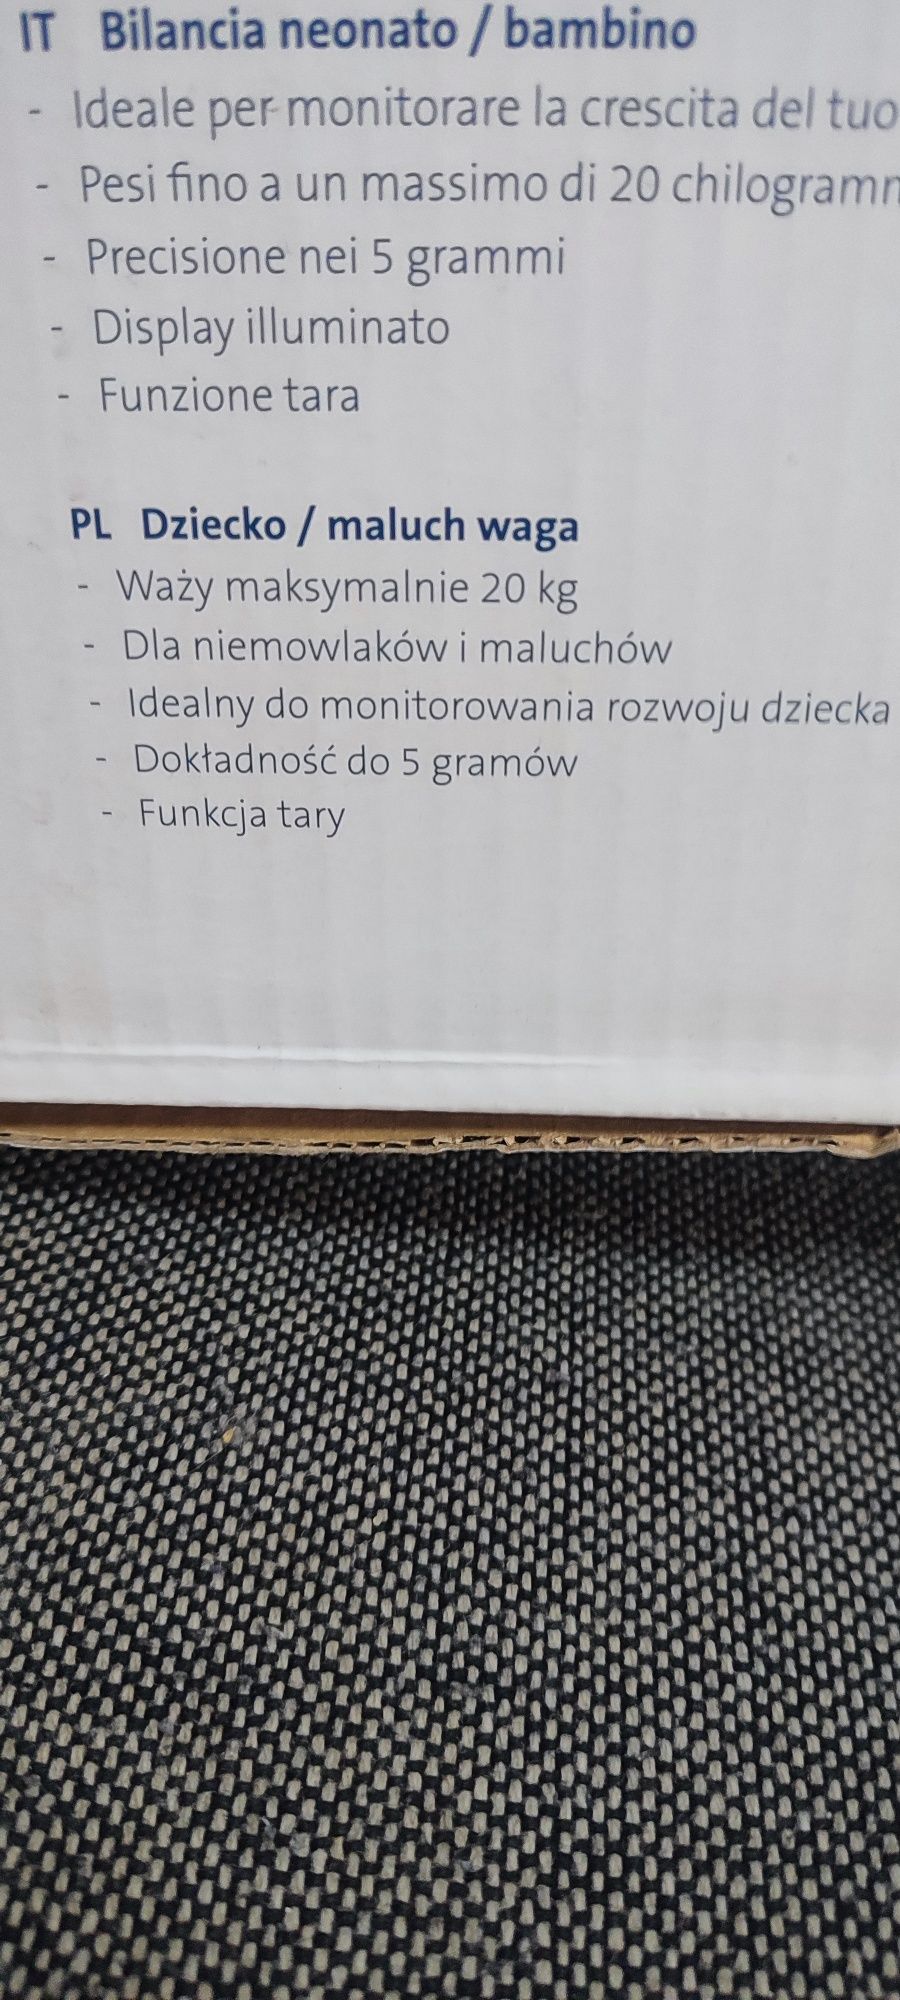 IT Bilancia neonato / bambino
- Ideale per monitorare la crescita del tuo
- Pesi fino a un massimo di 20
- Precisione nei 5 grammi
- Display illuminato
- Funzione tara
PL Dziecko / maluch waga
- Waży maksymalnie 20 kg
- Dla niemowlaków i maluchów
- Idealny do monitorowania rozwoju dziecka
- Dokładność do 5 gramów
- Funkcja tary